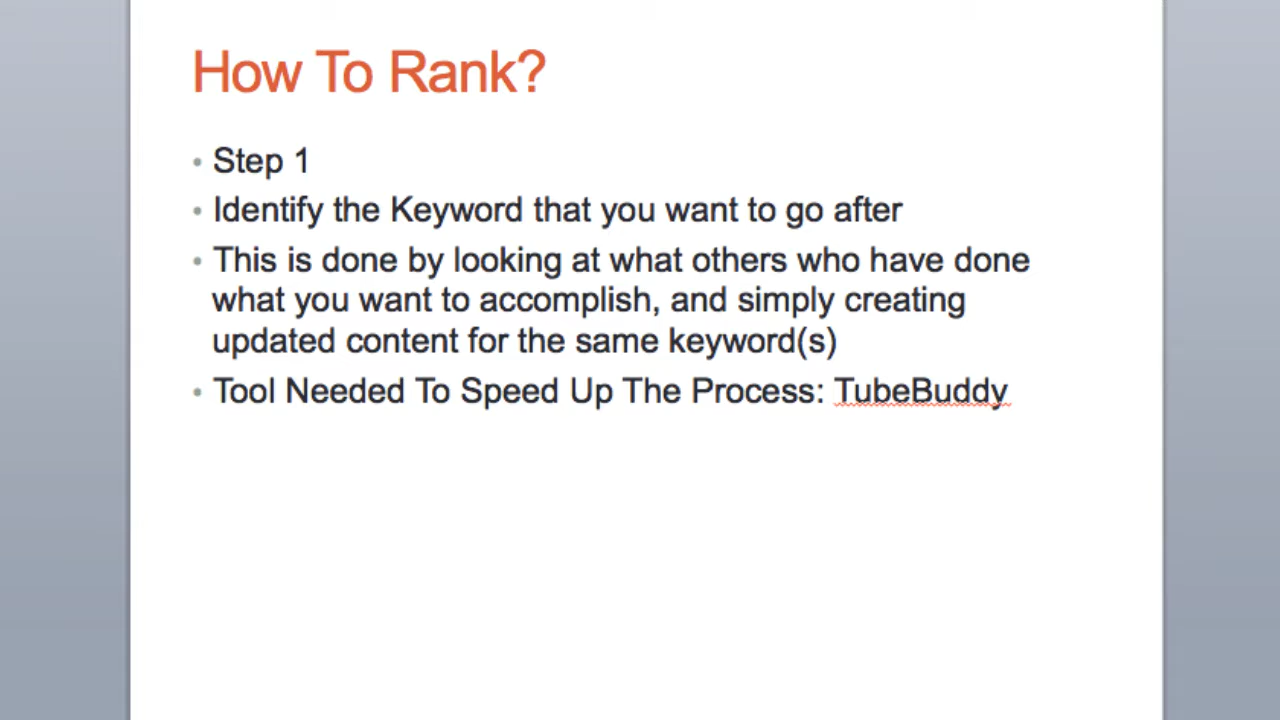 How To Rank?
• Step 1
• Identify the Keyword that you want to go after
• This is done by looking at what others who have done
what you want to accomplish, and simply creating
updated content for the same keyword(s)
• Tool Needed To Speed Up The Process: TubeBuddy